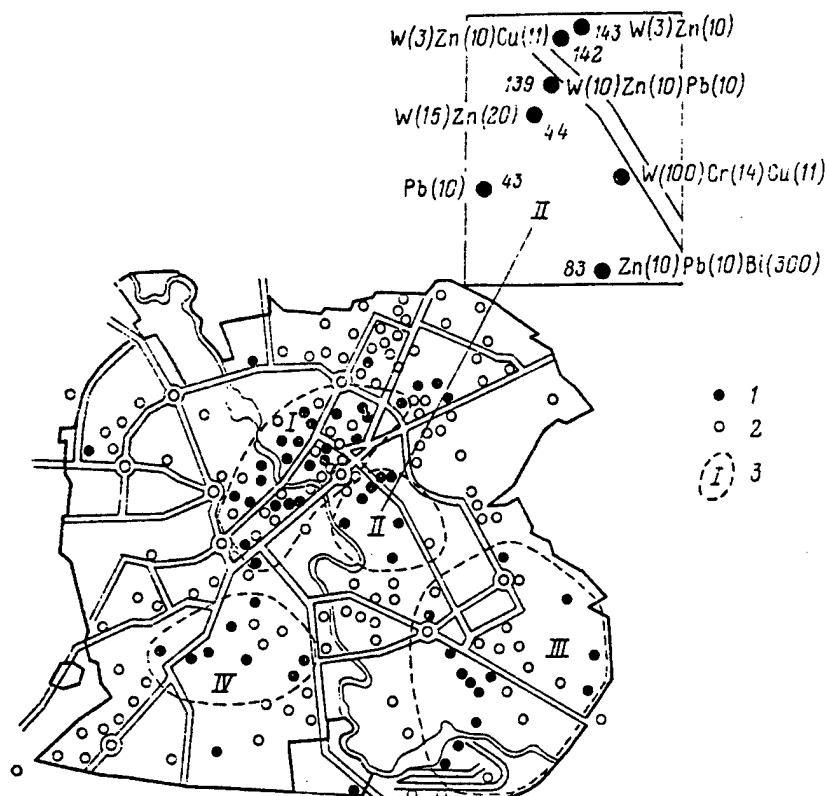 W(3)Zn(10)Cu(11) 143 W(3)Zn(10)
142
139 W(10)Zn(10)Pb(10)
W(15)Zn(20) 44
Pb(10) 43 W(100)Cr(14)Cu(11)
II
83 Zn(10)Pb(10)Bi(300)
1
I 2
I 3
II
III
IV